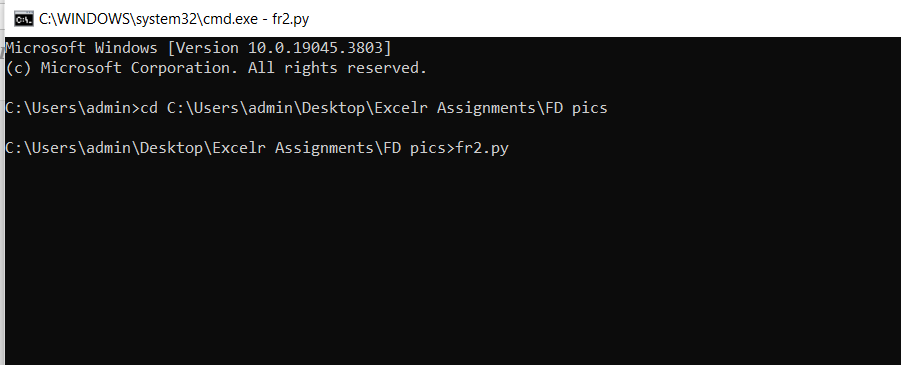 C:\WINDOWS\system32\cmd.exe - fr2.py
Microsoft Windows [Version 10.0.19045.3803]
(c) Microsoft Corporation. All rights reserved.
C:\Users\admin>cd C:\Users\admin\Desktop\Excelr Assignments\FD pics
C:\Users\admin\Desktop\Excelr Assignments\FD pics>fr2.py